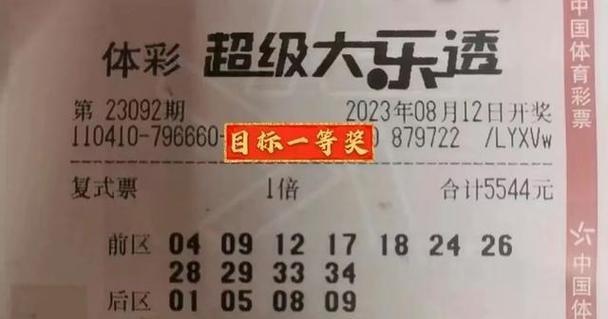 体彩 超级大乐透
第 23092期 2023年08月12日开奖
110410-796660- 0 879722 /LYXVw
目标一等奖
复式票 1倍 合计5544元
前区 04 09 12 17 18 24 26
28 29 33 34
后区 01 05 08 09
中国体育彩票
中国体